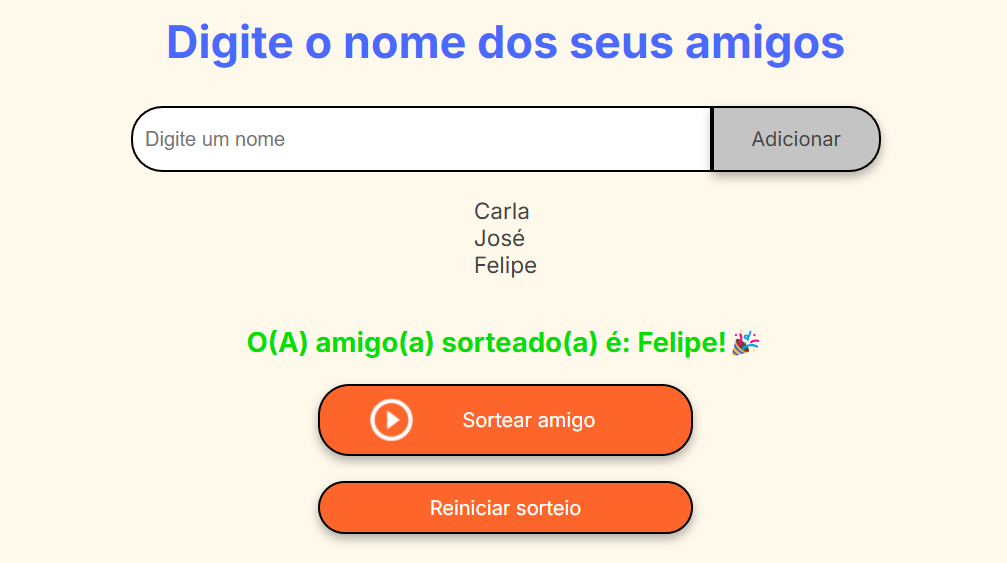 Digite o nome dos seus amigos
Digite um nome
Adicionar
Carla
José
Felipe
O(A) amigo(a) sorteado(a) é: Felipe! 🎉
Sortear amigo
Reiniciar sorteio